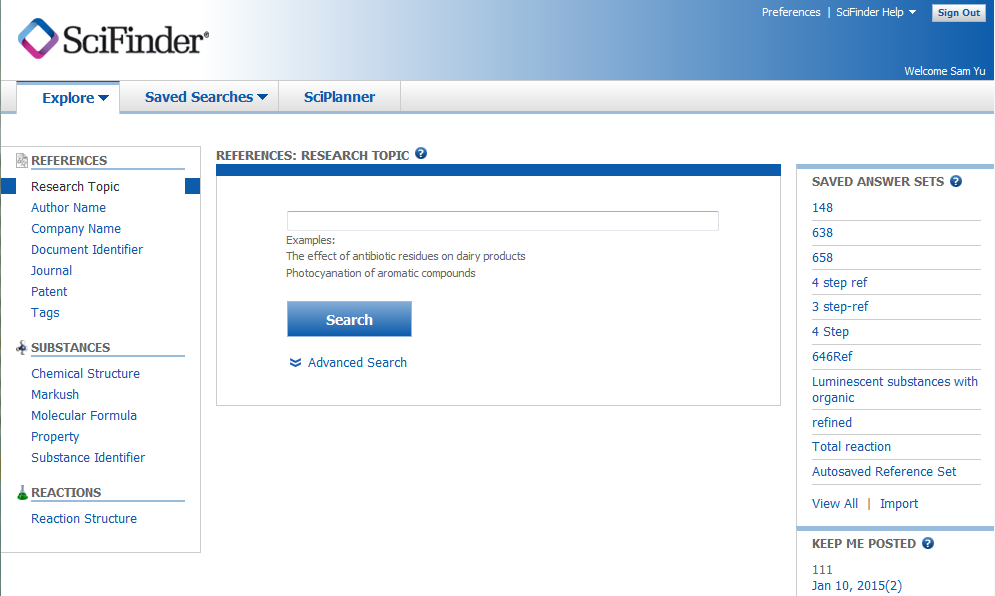 Preferences | SciFinder Help
Sign Out
SciFinder®
Welcome Sam Yu
Explore
Saved Searches
SciPlanner
REFERENCES
Research Topic
Author Name
Company Name
Document Identifier
Journal
Patent
Tags
SUBSTANCES
Chemical Structure
Markush
Molecular Formula
Property
Substance Identifier
REACTIONS
Reaction Structure
REFERENCES: RESEARCH TOPIC ?
Examples:
The effect of antibiotic residues on dairy products
Photocyanation of aromatic compounds
Search
Advanced Search
SAVED ANSWER SETS ?
148
638
658
4 step ref
3 step-ref
4 Step
646Ref
Luminescent substances with
organic
refined
Total reaction
Autosaved Reference Set
View All | Import
KEEP ME POSTED ?
111
Jan 10, 2015(2)